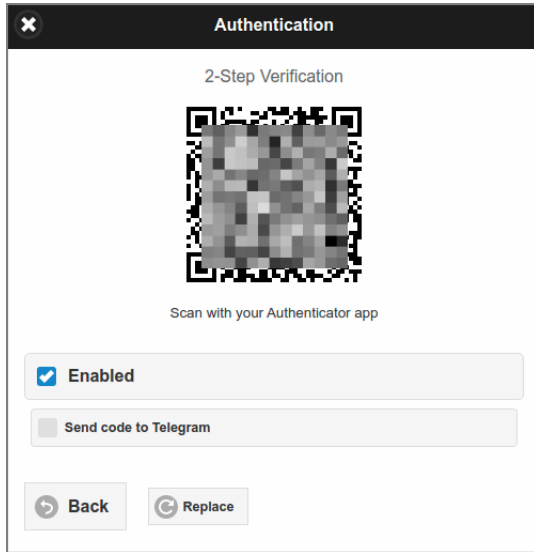 Authentication
2-Step Verification
Scan with your Authenticator app
Enabled
Send code to Telegram
Back
Replace